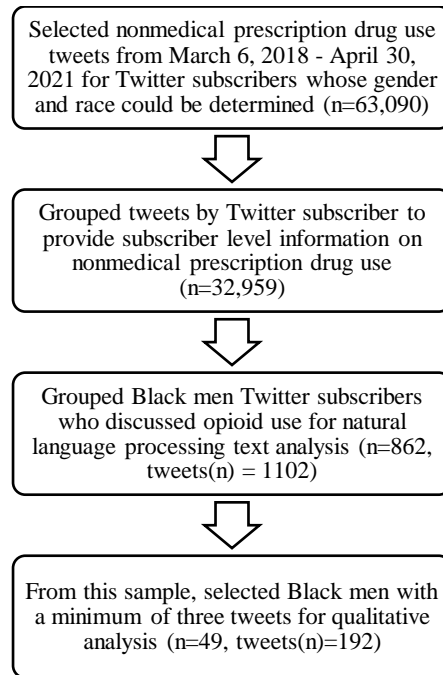 Selected nonmedical prescription drug use
tweets from March 6, 2018 - April 30,
2021 for Twitter subscribers whose gender
and race could be determined (n=63,090)
Grouped tweets by Twitter subscriber to
provide subscriber level information on
nonmedical prescription drug use
(n=32,959)
Grouped Black men Twitter subscribers
who discussed opioid use for natural
language processing text analysis (n=862,
tweets(n) = 1102)
From this sample, selected Black men with
a minimum of three tweets for qualitative
analysis (n=49, tweets(n)=192)